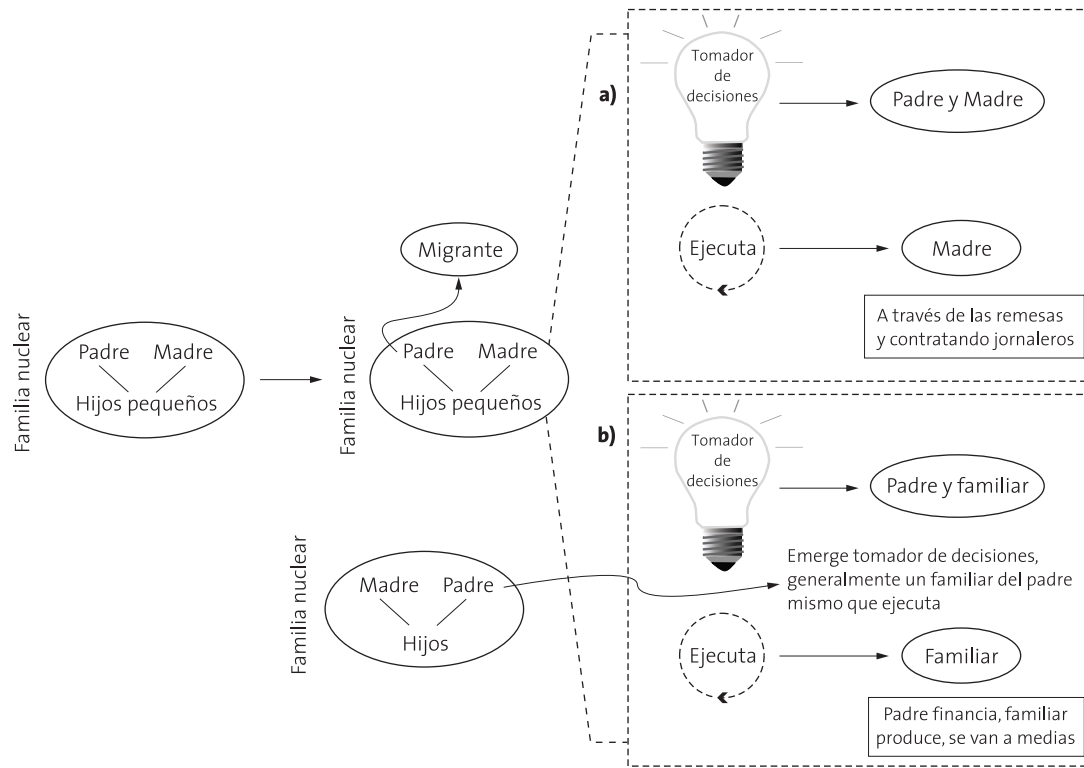 Familia nuclear
Padre Madre
Hijos pequeños
Migrante
Familia nuclear
Padre Madre
Hijos pequeños
Familia nuclear
Madre Padre
Hijos
a)
Tomador
de
decisiones
Padre y Madre
Ejecuta
Madre
A través de las remesas
y contratando jornaleros
b)
Tomador
de
decisiones
Padre y familiar
Emerge tomador de decisiones,
generalmente un familiar del padre
mismo que ejecuta
Ejecuta
Familiar
Padre financia, familiar
produce, se van a medias